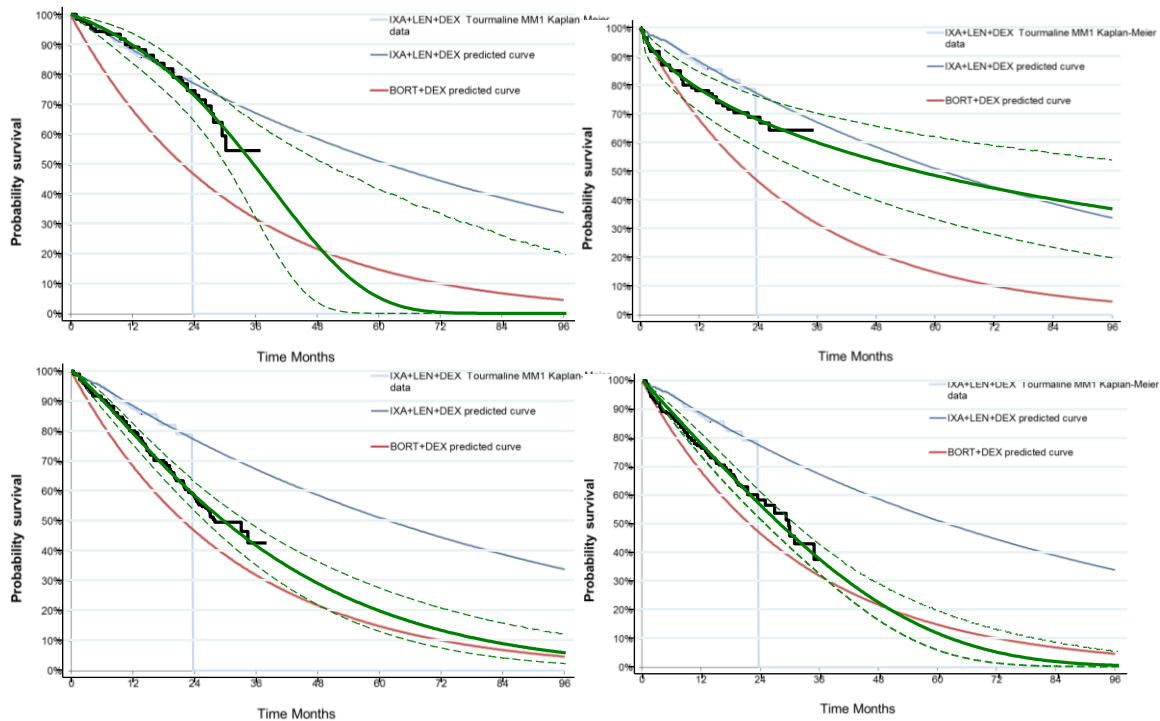 IXA+LEN+DEX Tourmaline MM1 Kaplan-Meier
data
IXA+LEN+DEX predicted curve
BORT+DEX predicted curve
Probability survival
100%
90%
80%
70%
60%
50%
40%
30%
20%
10%
0%
0 12 24 36 48 60 72 84 96
Time Months
IXA+LEN+DEX Tourmaline MM1 Kaplan-Meier
data
IXA+LEN+DEX predicted curve
BORT+DEX predicted curve
Probability survival
100%
90%
80%
70%
60%
50%
40%
30%
20%
10%
0%
0 12 24 36 48 60 72 84 96
Time Months
IXA+LEN+DEX Tourmaline MM1 Kaplan-
data
IXA+LEN+DEX predicted curve
BORT+DEX predicted curve
Probability survival
100%
90%
80%
70%
60%
50%
40%
30%
20%
10%
0%
0 12 24 36 48 60 72 84 96
Time Months
IXA+LEN+DEX Tourmaline MM1 Kaplan-Meier
data
IXA+LEN+DEX predicted curve
BORT+DEX predicted curve
Probability survival
100%
90%
80%
70%
60%
50%
40%
30%
20%
10%
0%
0 12 24 36 48 60 72 84 96
Time Months